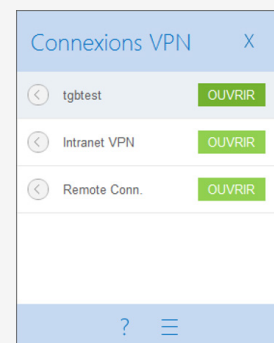 Connexions VPN X
tgbtest OUVRIR
Intranet VPN OUVRIR
Remote Conn. OUVRIR
?